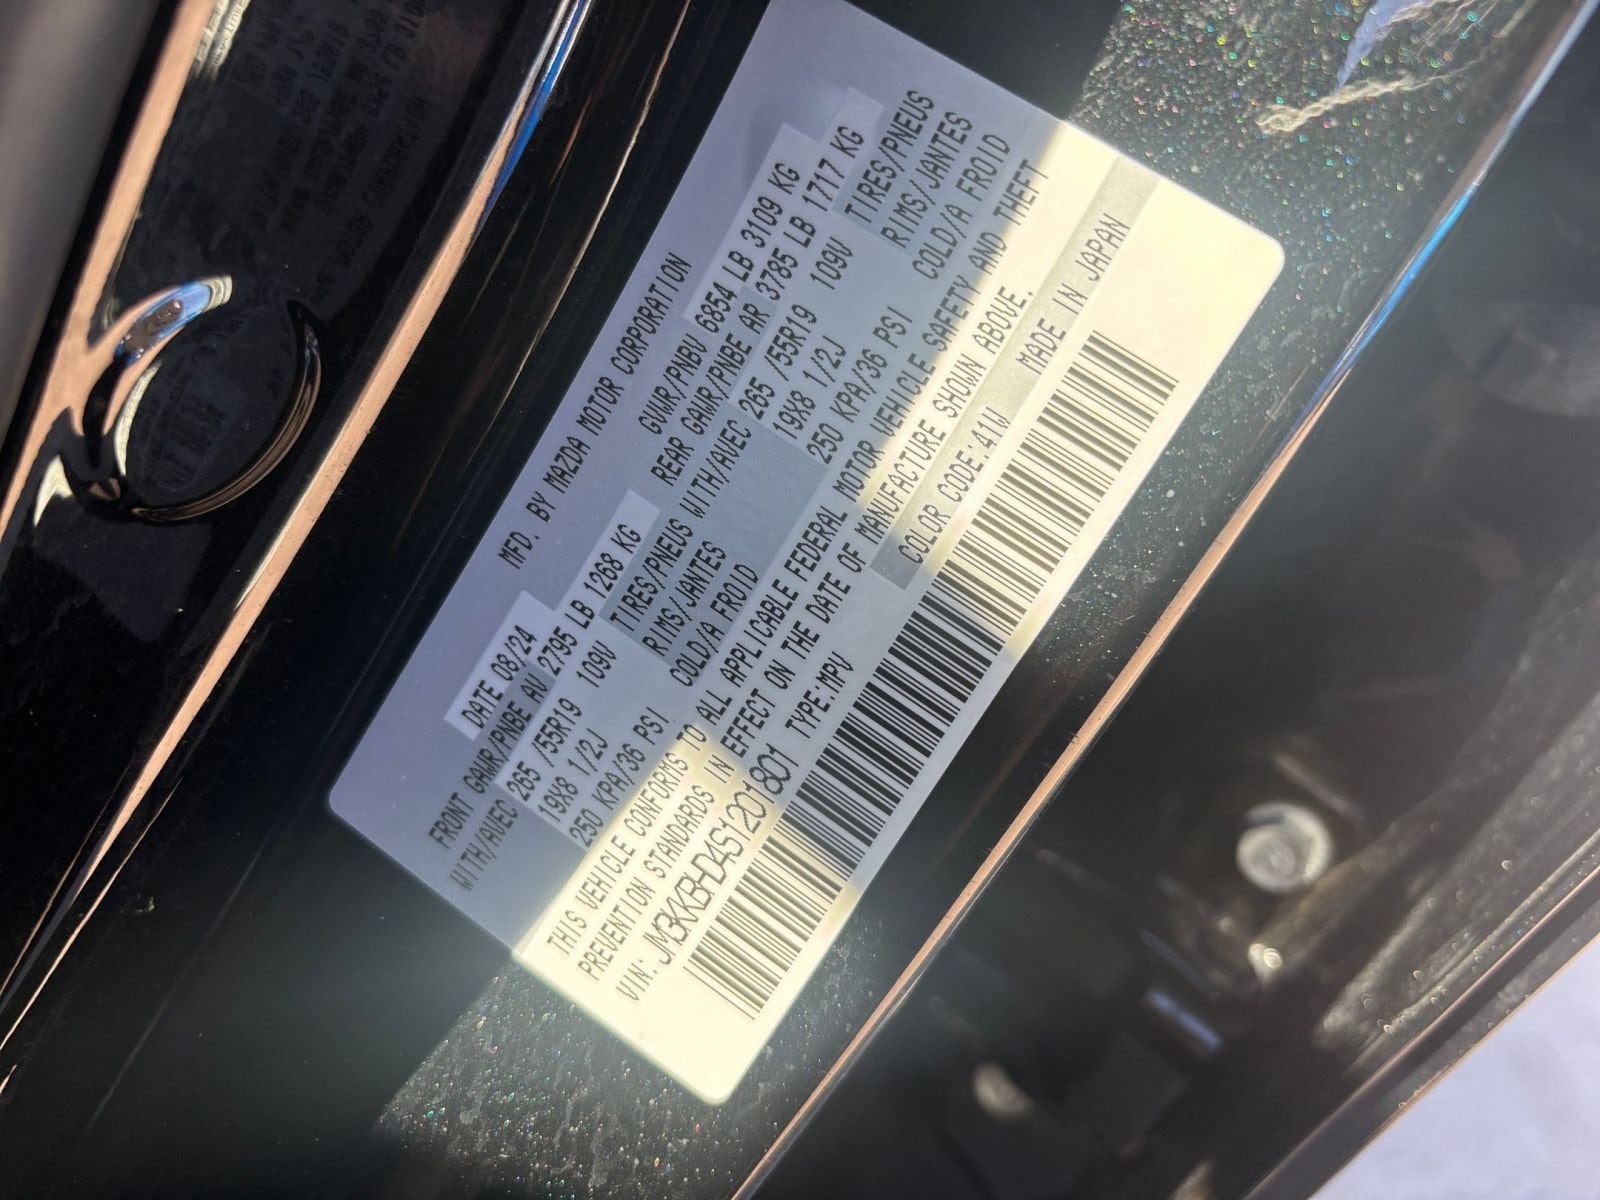 MFD. BY MAZDA MOTOR CORPORATION
DATE 08/24 GVWR/PNBV 6854 LB 3109 KG
FRONT GAWR/PNBE AV 2795 LB 1268 KG REAR GAWR/PNBE AR 3785 LB 1717 KG
WITH/AVEC 265 /55R19 109V TIRES/PNEUS WITH/AVEC 265 /55R19 109V TIRES/PNEUS
19X8 1/2J RIMS/JANTES 19X8 1/2J RIMS/JANTES
250 KPA/36 PSI COLD/A FROID 250 KPA/36 PSI COLD/A FROID
THIS VEHICLE CONFORMS TO ALL APPLICABLE FEDERAL MOTOR VEHICLE SAFETY AND THEFT
PREVENTION STANDARDS IN EFFECT ON THE DATE OF MANUFACTURE SHOWN ABOVE.
VIN: JM3KKBHD4S1201801 TYPE:MPV COLOR CODE:41W MADE IN JAPAN